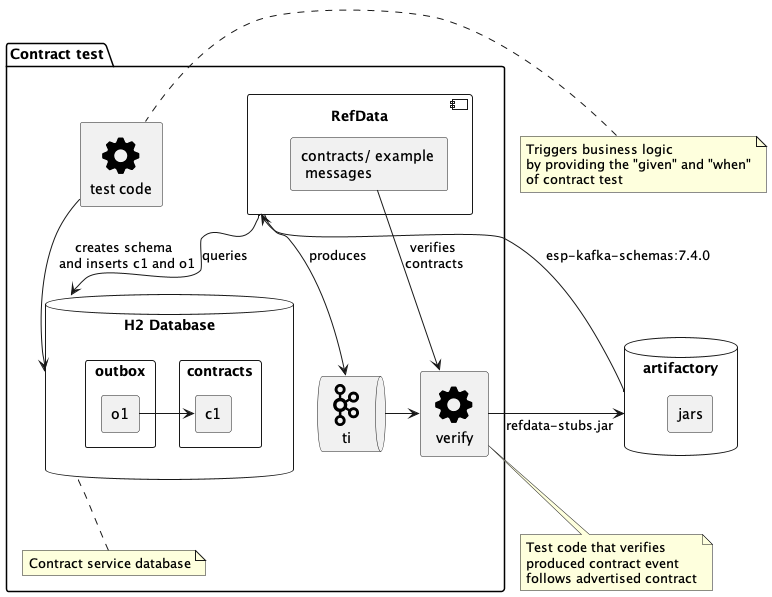 Contract test
RefData
contracts/ example
messages
test code
Triggers business logic
by providing the "given" and "when"
of contract test
creates schema
and inserts c1 and o1
queries
produces
verifies
contracts
esp-kafka-schemas:7.4.0
H2 Database
outbox
contracts
o1
c1
ti
verify
refdata-stubs.jar
artifactory
jars
Contract service database
Test code that verifies
produced contract event
follows advertised contract